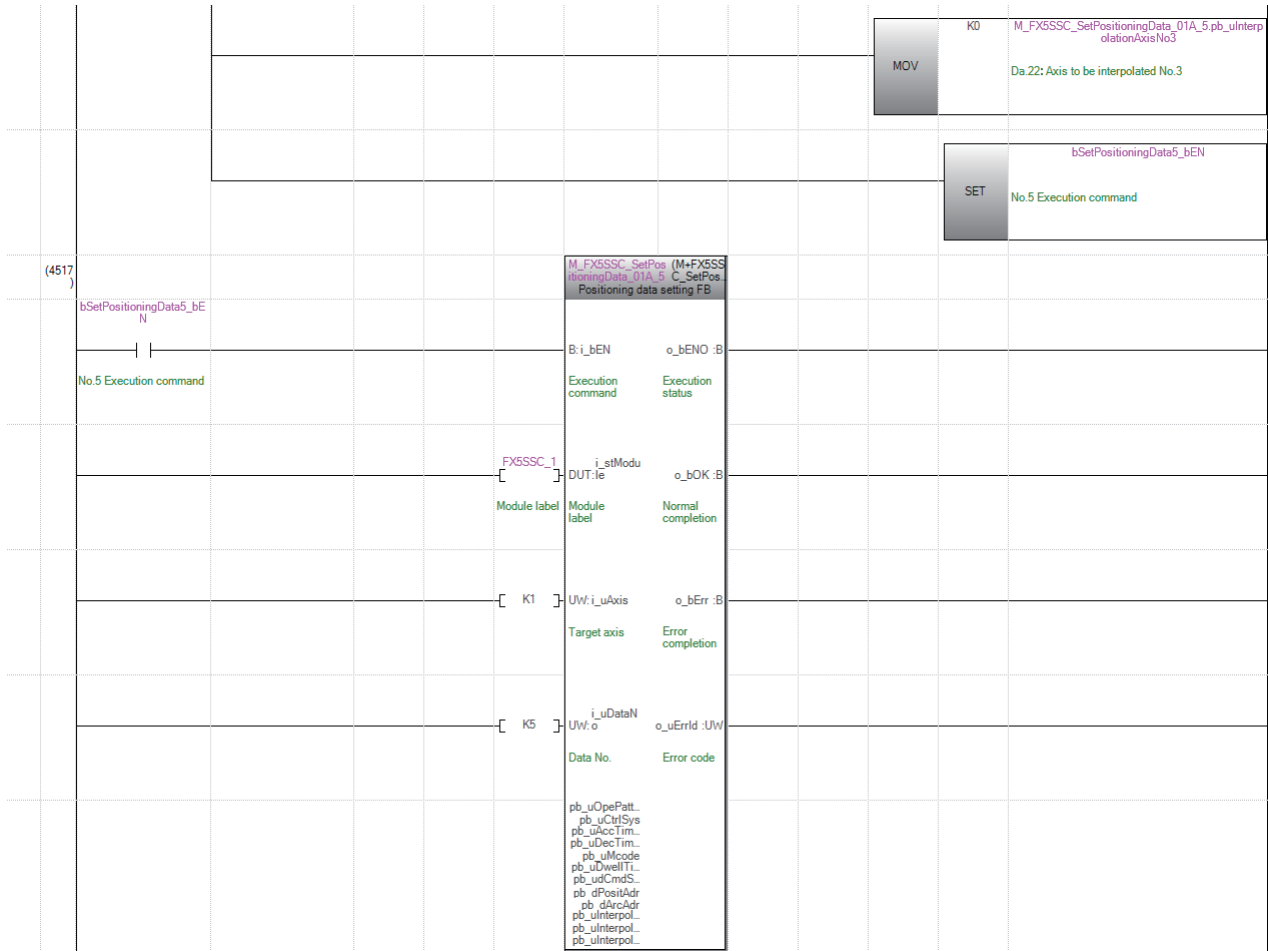 K0
M_FX5SSC_SetPositioningData_01A_5.pb_uInterp
olationAxisNo3
MOV
Da.22: Axis to be interpolated No.3
bSetPositioningData5_bEN
SET
No.5 Execution command
(4517
)
M_FX5SSC_SetPos (M+FX5SS
itioningData_01A_5 C_SetPos..
Positioning data setting FB
bSetPositioningData5_bE
N
B: i_bEN
o_bENO :B
No.5 Execution command
Execution
command
Execution
status
FX5SSC_1
i_stModu
DUT:le
o_bOK :B
Module label
Module
label
Normal
completion
K1
UW: i_uAxis
o_bErr :B
Target axis
Error
completion
K5
i_uDataN
UW: o
o_uErrId :UW
Data No.
Error code
pb_uOpePatt...
pb_uCtrlSys
pb_uAccTim...
pb_uDecTim...
pb_uMcode
pb_uDwellTi...
pb_udCmdS...
pb_dPositAdr
pb_dArcAdr
pb_uInterpol...
pb_uInterpol...
pb_uInterpol...